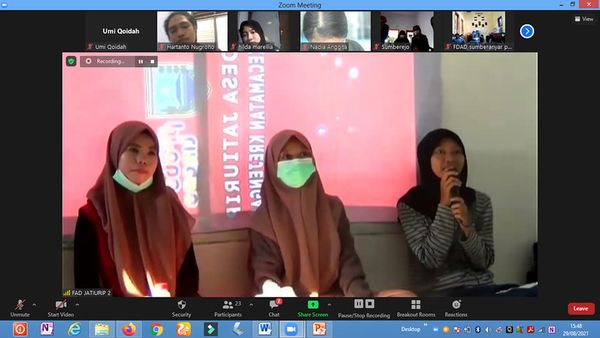 Zoom Meeting
View
Umi Qoidah
Umi Qoidah
Hartanto Nugroho
hilda marellia
Nadia Anggita
Sumberejo
FDAD sumberanyar p...
Recording...
KECAMATAN KREJENGA
DESA JATIURIP
FAD JATIURIP 2
Unmute
Start Video
Security
Participants
23
Chat
2
Share Screen
Pause/Stop Recording
Breakout Rooms
Reactions
Leave
Desktop
15:48
29/08/2021